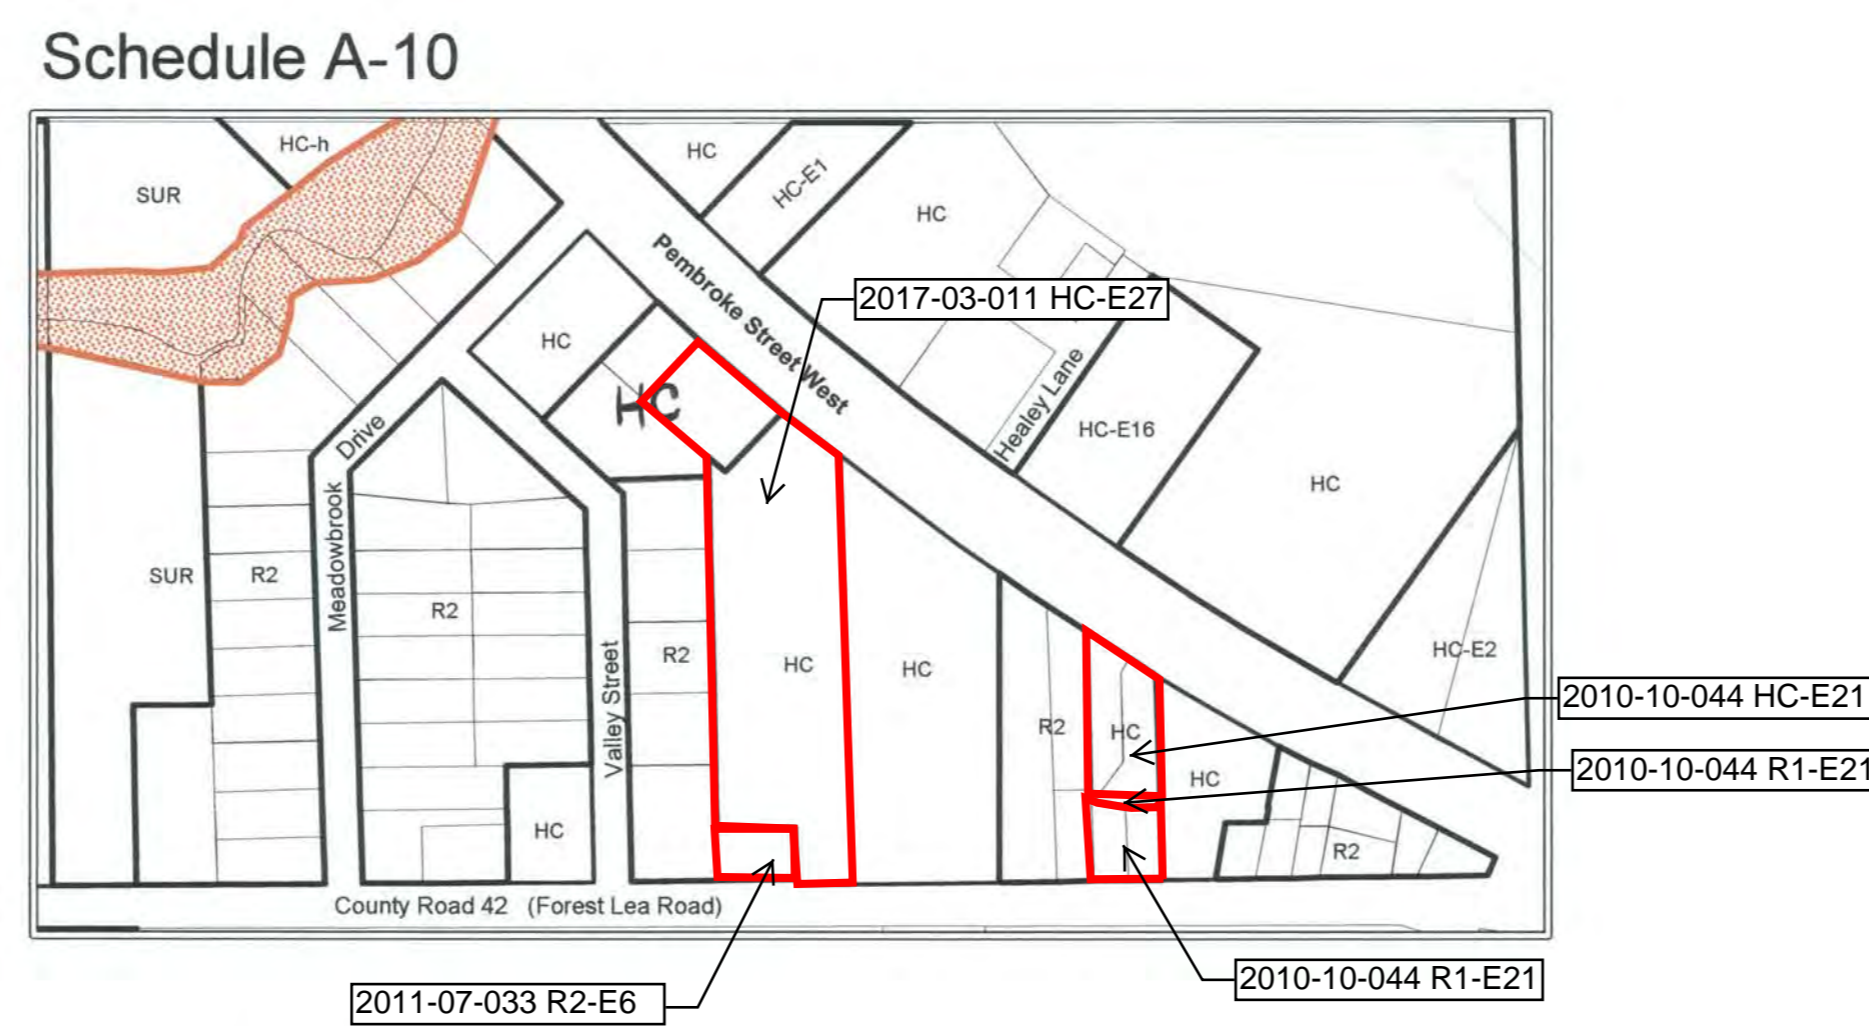 Schedule A-10
HC-h
HC
HC-E1
SUR
HC
Pembroke Street West
2017-03-011 HC-E27
HC
HC
Healey Lane
HC-E16
Drive
HC
Meadowbrook
SUR
R2
R2
Valley Street
R2
HC
HC
HC-E2
2010-10-044 HC-E21
R2
HC
2010-10-044 R1-E21
HC
HC
R2
County Road 42 (Forest Lea Road)
2010-10-044 R1-E21
2011-07-033 R2-E6